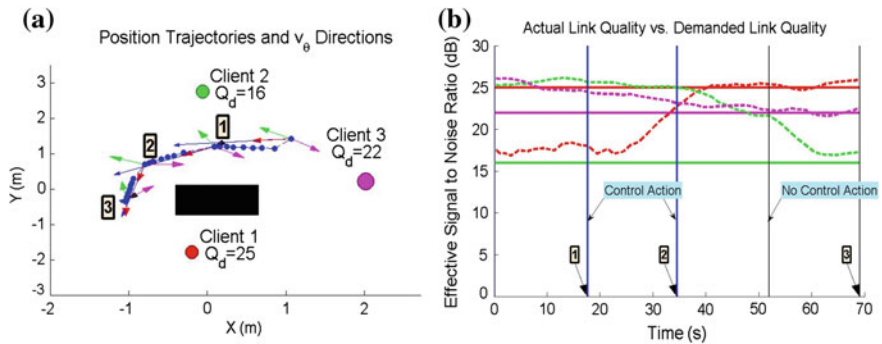 (a)
Position Trajectories and vθ Directions
3
2
1
0
-1
-2
-3
Y (m)
-2
-1
0
1
2
X (m)
Client 2
Qd=16
Client 3
Qd=22
Client 1
Qd=25
1
2
3
(b)
Actual Link Quality vs. Demanded Link Quality
30
25
20
15
10
5
0
Effective Signal to Noise Ratio (dB)
0
10
20
30
40
50
60
70
Time (s)
Control Action
No Control Action
1
2
3